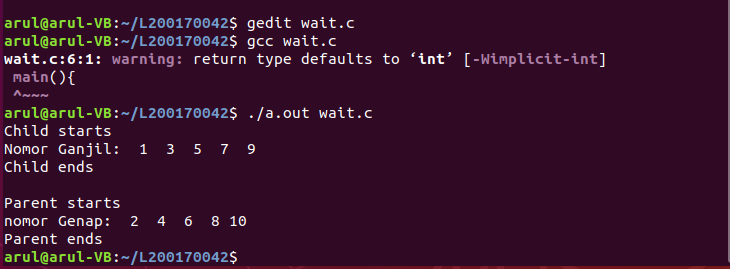 arul@arul-VB:~/L200170042$ gedit wait.c
arul@arul-VB:~/L200170042$ gcc wait.c
wait.c:6:1: warning: return type defaults to ‘int’ [-Wimplicit-int]
 main(){
 ^~~~
arul@arul-VB:~/L200170042$ ./a.out wait.c
Child starts
Nomor Ganjil:  1  3  5  7  9
Child ends

Parent starts
nomor Genap:  2  4  6  8 10
Parent ends
arul@arul-VB:~/L200170042$